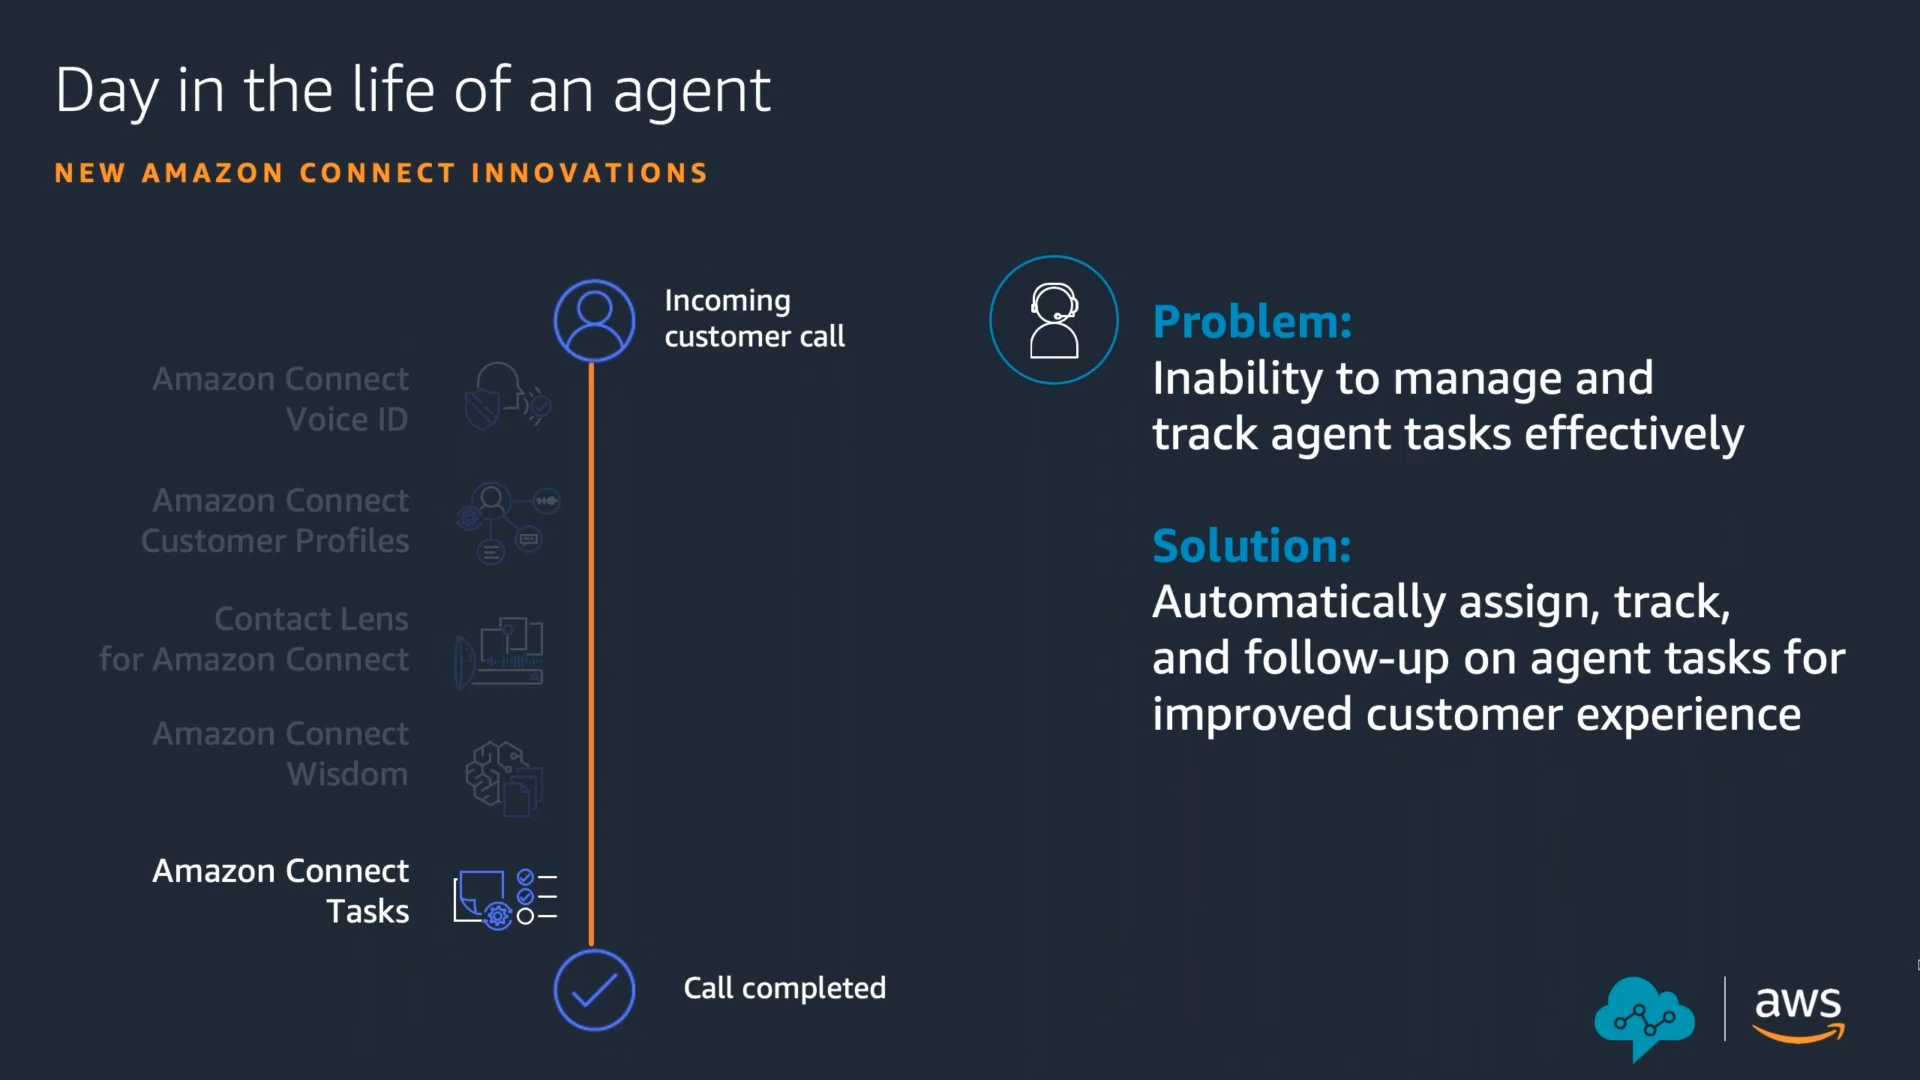 Day in the life of an agent
NEW AMAZON CONNECT INNOVATIONS
Incoming
customer call
Amazon Connect
Voice ID
Amazon Connect
Customer Profiles
Contact Lens
for Amazon Connect
Amazon Connect
Wisdom
Amazon Connect
Tasks
Call completed
Problem:
Inability to manage and
track agent tasks effectively
Solution:
Automatically assign, track,
and follow-up on agent tasks for
improved customer experience
aws